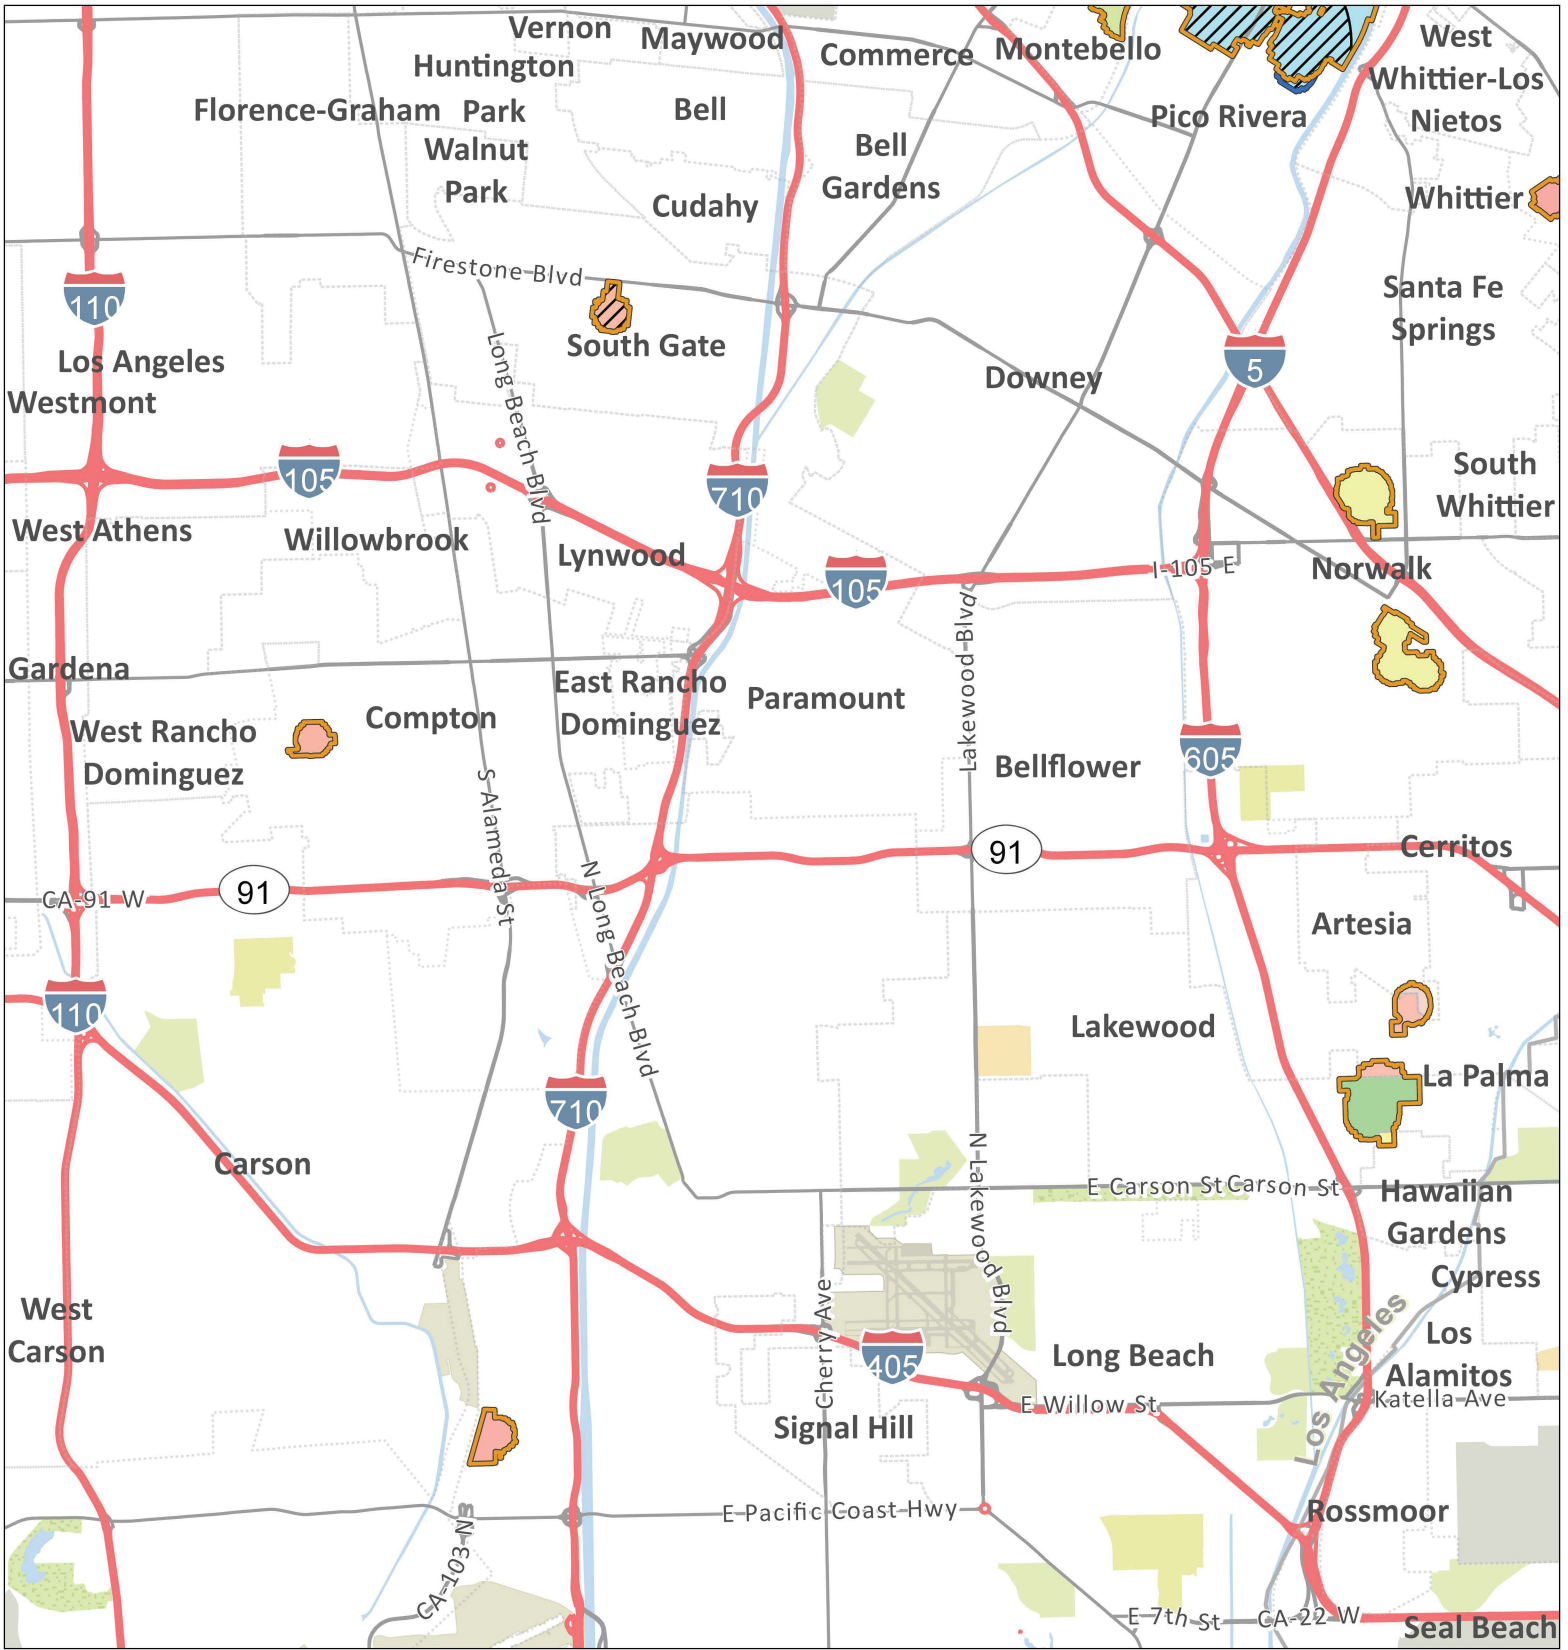 Vernon
Maywood
Commerce
Montebello
West
Whittier-Los
Nietos
Huntington
Park
Florence-Graham
Bell
Pico Rivera
Walnut
Park
Bell
Gardens
Cudahy
Whittier
Firestone Blvd
110
South Gate
Santa Fe
Springs
Los Angeles
Westmont
Long Beach Blvd
5
Downey
105
710
South
Whittier
West Athens
Willowbrook
Lynwood
105
I-105 E
Norwalk
Gardena
Lakewood Blvd
East Rancho
Dominguez
Paramount
West Rancho
Dominguez
Compton
605
Bellflower
S Alameda St
91
Cerritos
CA-91 W
91
N Long Beach Blvd
Artesia
110
Lakewood
710
La Palma
Carson
N Lakewood Blvd
E Carson St
Carson St
Hawaiian
Gardens
Cypress
West
Carson
Cherry Ave
405
Long Beach
Los Angeles
Los
Alamitos
E Willow St
Katella Ave
Signal Hill
E Pacific Coast Hwy
Rossmoor
CA-103 N
E 7th St
CA-22 W
Seal Beach